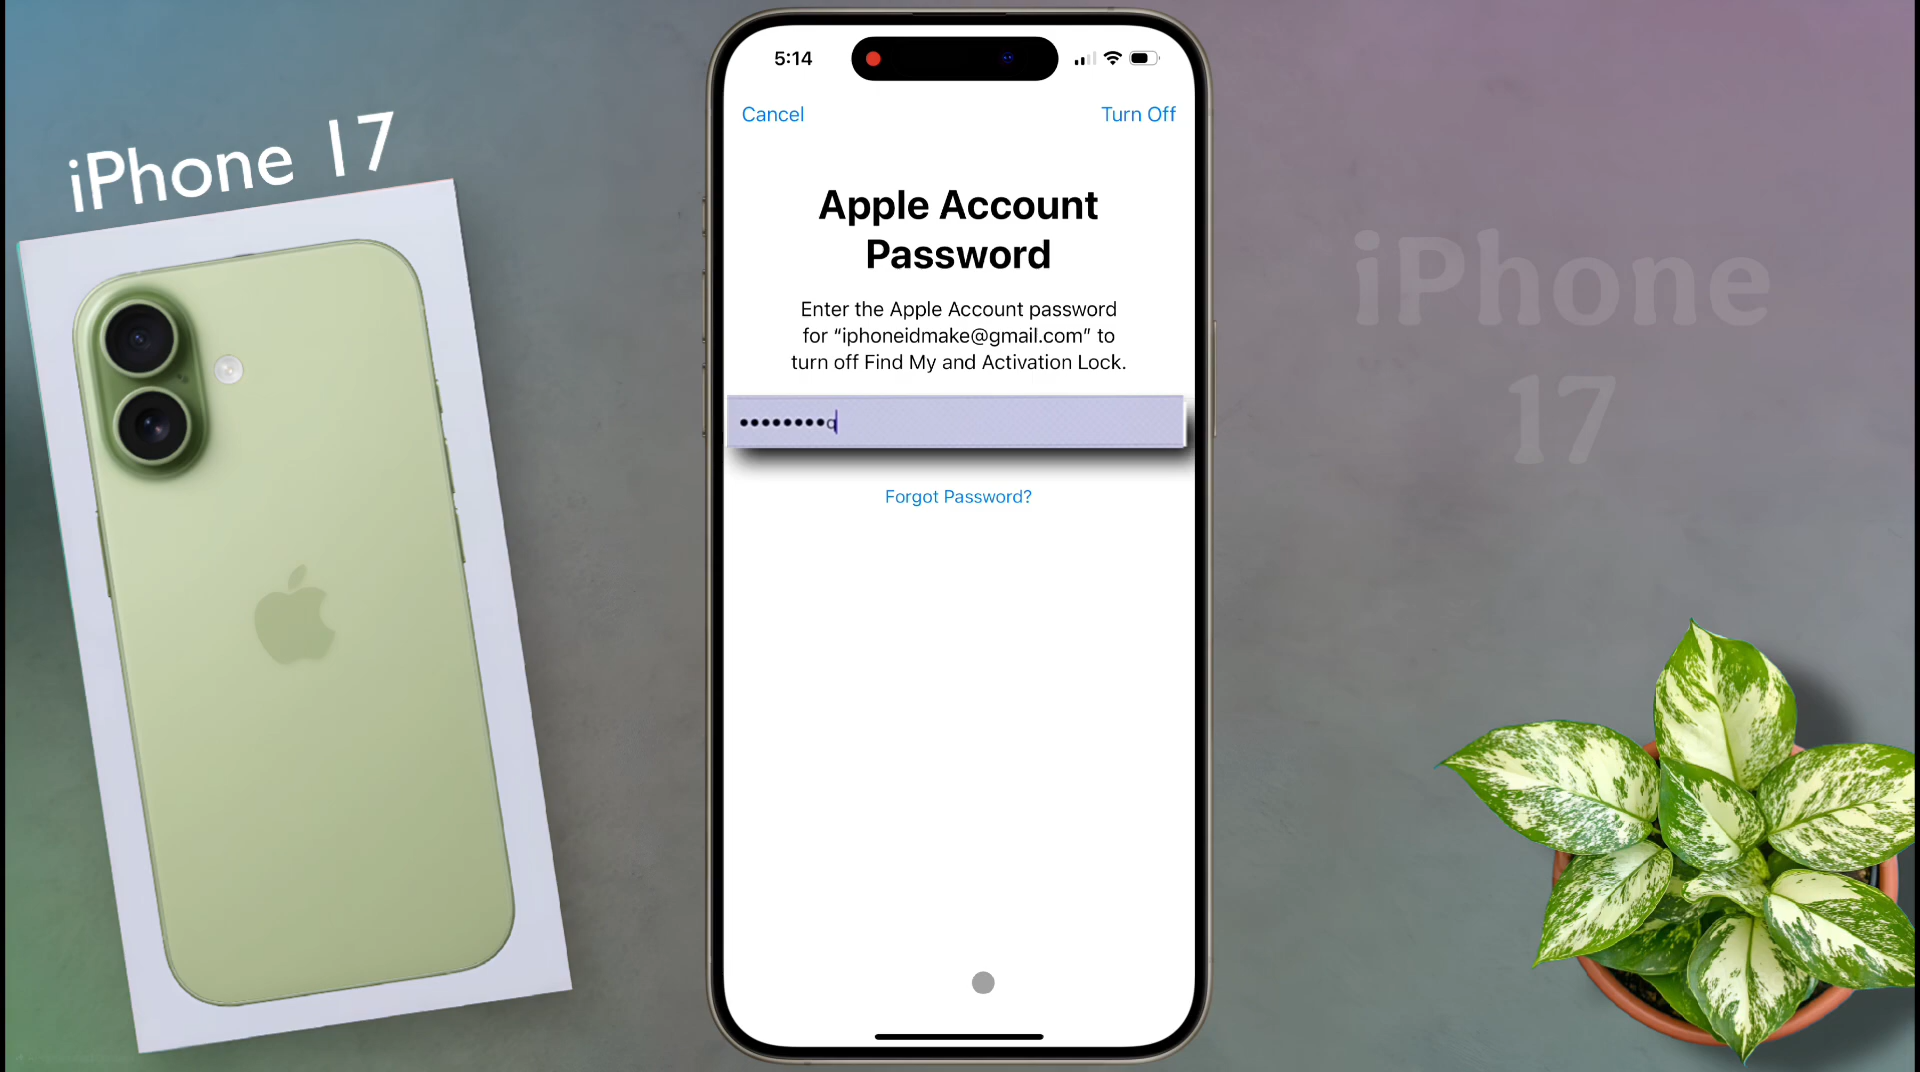 iPhone 17
5:14
Cancel
Turn Off
Apple Account
Password
Enter the Apple Account password
for “iphoneidmake@gmail.com” to
turn off Find My and Activation Lock.
••••••••q
Forgot Password?
iPhone
17